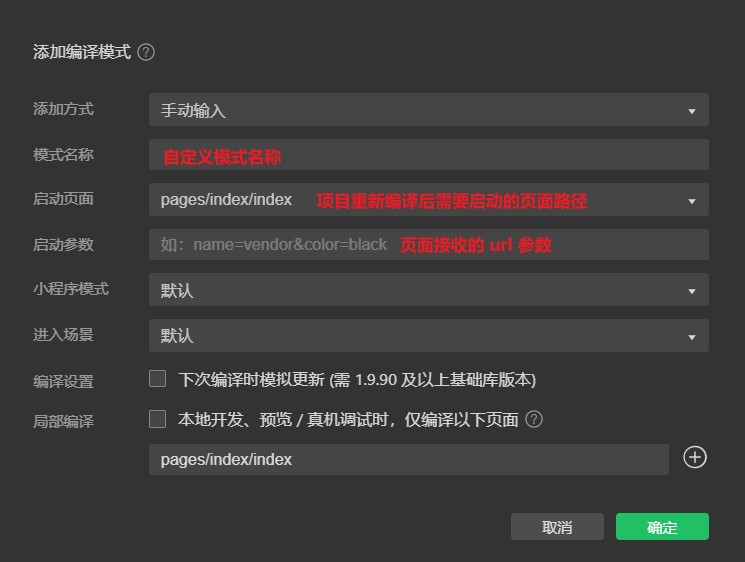 添加编译模式 ?
添加方式 手动输入
模式名称 自定义模式名称
启动页面 pages/index/index 项目重新编译后需要启动的页面路径
启动参数 如：name=vendor&color=black 页面接收的 url 参数
小程序模式 默认
进入场景 默认
编译设置 下次编译时模拟更新 (需 1.9.90 及以上基础库版本)
局部编译 本地开发、预览 / 真机调试时，仅编译以下页面 ?
pages/index/index
取消 确定